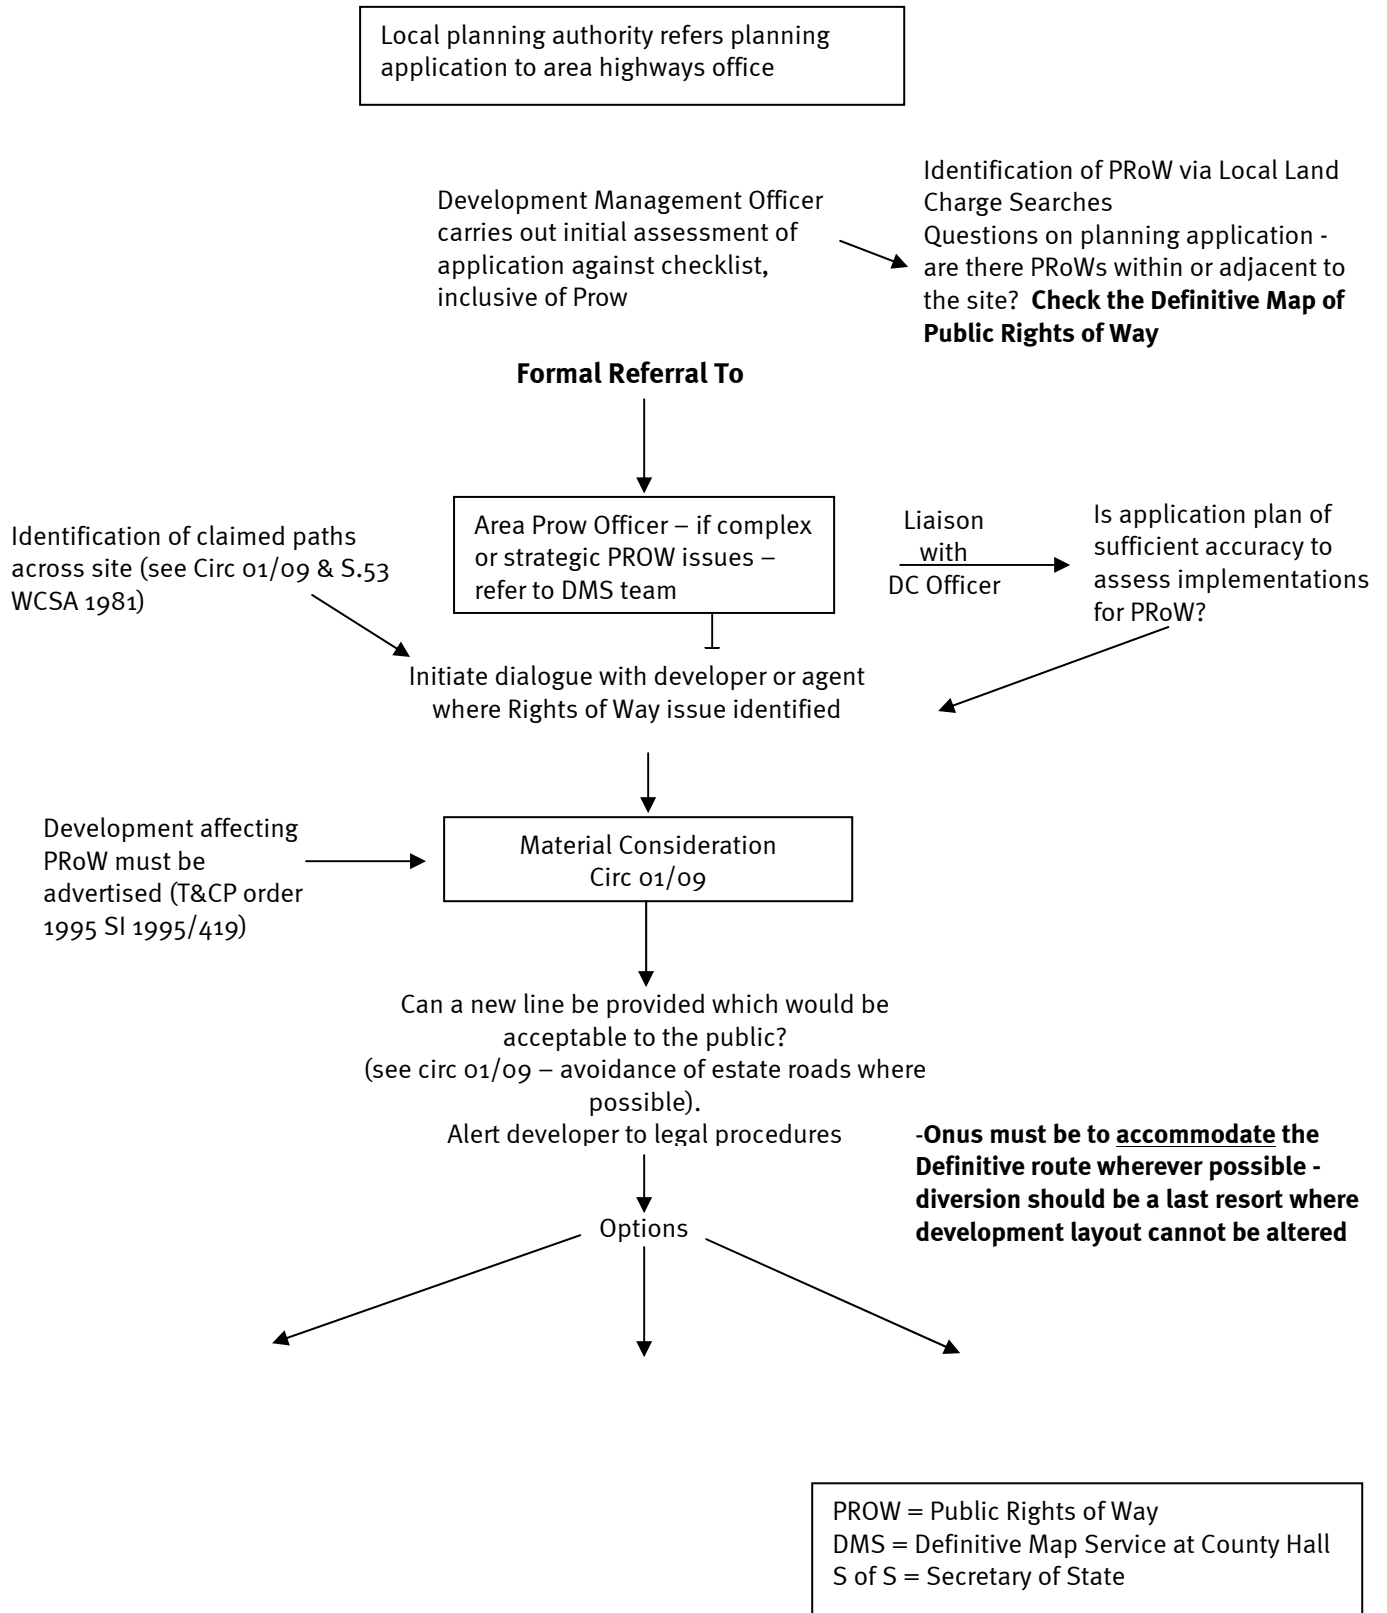 Local planning authority refers planning
application to area highways office
Development Management Officer
carries out initial assessment of
application against checklist,
inclusive of Prow
Identification of PRoW via Local Land
Charge Searches
Questions on planning application -
are there PRoWs within or adjacent to
the site? Check the Definitive Map of
Public Rights of Way
Formal Referral To
Identification of claimed paths
across site (see Circ 01/09 & S.53
WCSA 1981)
Area Prow Officer – if complex
or strategic PROW issues –
refer to DMS team
Liaison
with
DC Officer
Is application plan of
sufficient accuracy to
assess implementations
for PRoW?
Initiate dialogue with developer or agent
where Rights of Way issue identified
Development affecting
PRoW must be
advertised (T&CP order
1995 SI 1995/419)
Material Consideration
Circ 01/09
Can a new line be provided which would be
acceptable to the public?
(see circ 01/09 – avoidance of estate roads where
possible).
Alert developer to legal procedures
-Onus must be to accommodate the
Definitive route wherever possible -
diversion should be a last resort where
development layout cannot be altered
Options
PROW = Public Rights of Way
DMS = Definitive Map Service at County Hall
S of S = Secretary of State